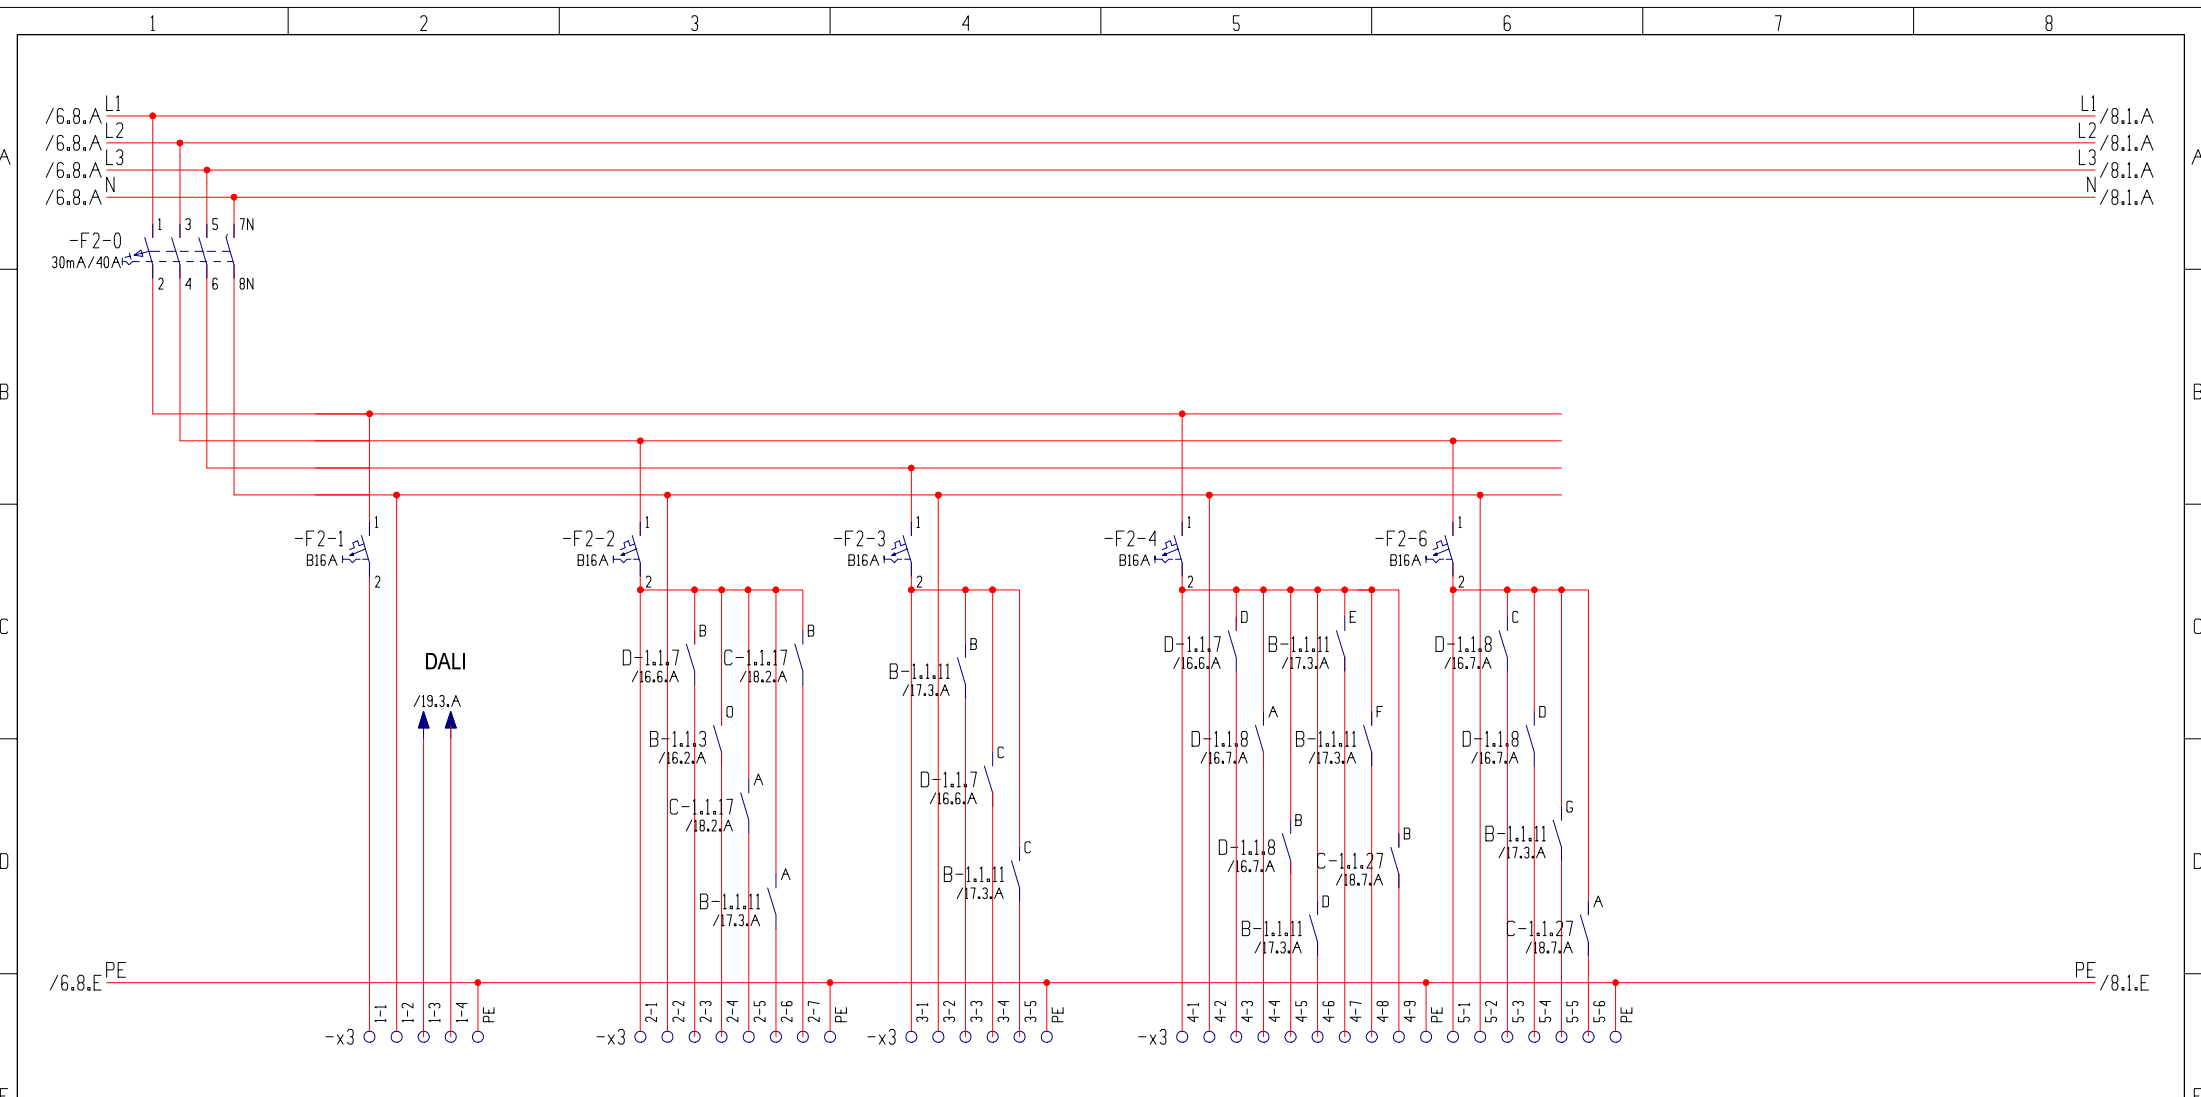 1 2 3 4 5 6 7 8
L1 L1
/6.8.A /8.1.A
L2 L2
/6.8.A /8.1.A
A L3 L3 A
/6.8.A /8.1.A
N N
/6.8.A /8.1.A
1 3 5 7N
-F2-0
30mA/40A
2 4 6 8N
B B
1 1 1 1 1
-F2-1 -F2-2 -F2-3 -F2-4 -F2-6
B16A B16A B16A B16A B16A
2 2 2 2 2
D E C
B B
C C
B
D-1.1.7 B-1.1.11 D-1.1.8
/16.6.A /17.3.A /16.7.A
D-1.1.7 C-1.1.17
/16.6.A /18.2.A
DALI
B-1.1.11
/17.3.A
/19.3.A
O A F D
B-1.1.3 D-1.1.8 B-1.1.11 D-1.1.8
/16.2.A /16.7.A /17.3.A /16.7.A
C
A
D-1.1.7
/16.6.A
C-1.1.17
/18.2.A
G
B B
B-1.1.11
/17.3.A
C
D-1.1.8 C-1.1.27
/16.7.A /18.7.A
D D
B-1.1.11
/17.3.A
A
B-1.1.11
/17.3.A
D A
B-1.1.11 C-1.1.27
/17.3.A /18.7.A
PE PE
/6.8.E /8.1.E
1-1 1-2 1-3 1-4 PE 2-1 2-2 2-3 2-4 2-5 2-6 2-7 PE 3-1 3-2 3-3 3-4 3-5 PE 4-1 4-2 4-3 4-4 4-5 4-6 4-7 4-8 4-9 PE 5-1 5-2 5-3 5-4 5-5 5-6 PE
-x3 -x3 -x3 -x3